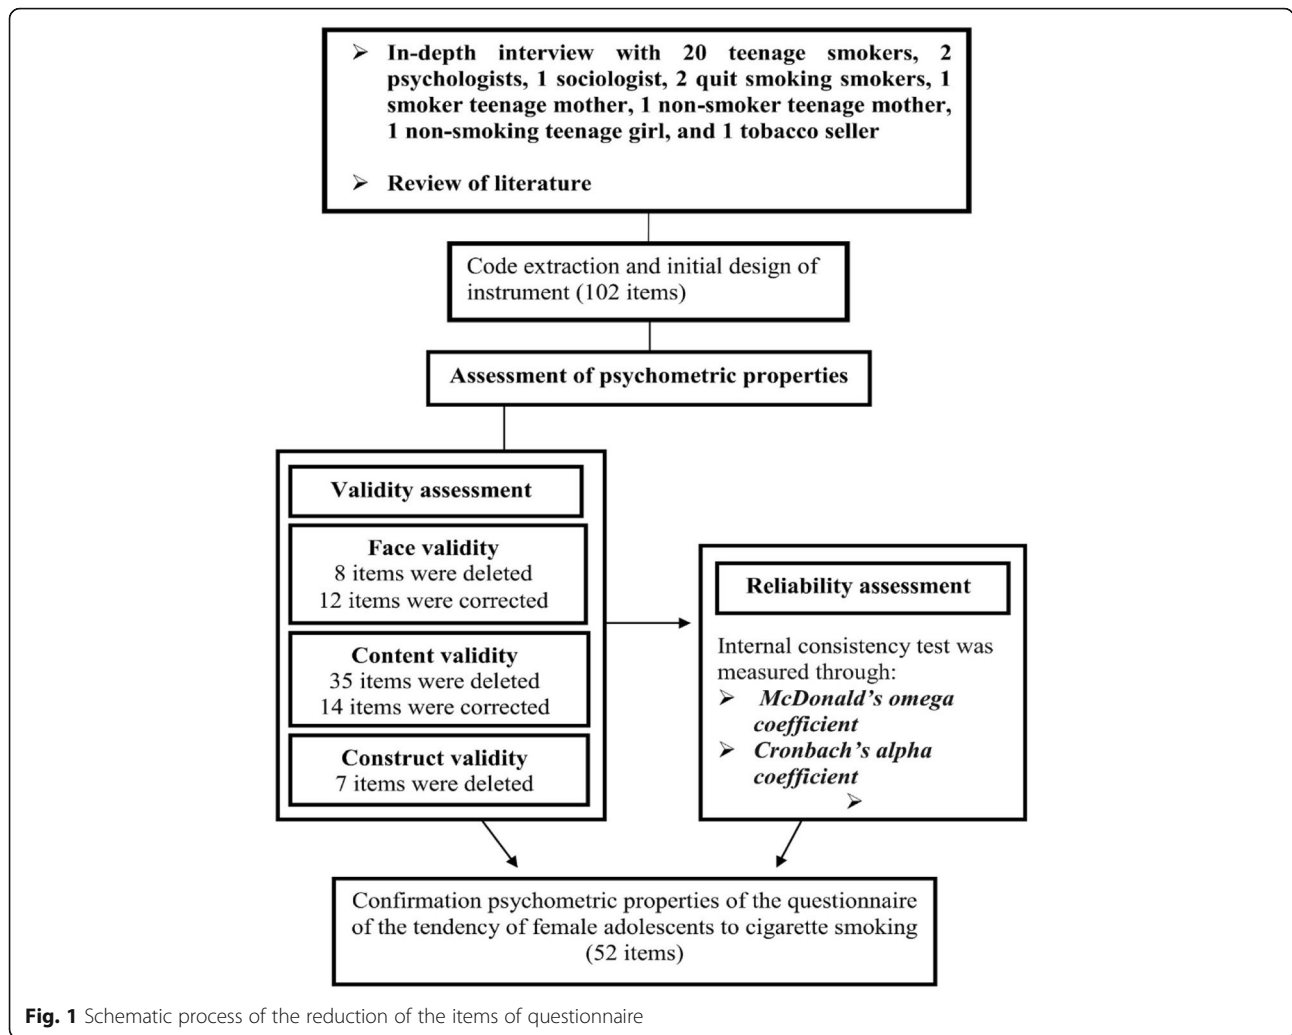 ➢ In-depth interview with 20 teenage smokers, 2
psychologists, 1 sociologist, 2 quit smoking smokers, 1
smoker teenage mother, 1 non-smoker teenage mother,
1 non-smoking teenage girl, and 1 tobacco seller
➢ Review of literature
Code extraction and initial design of
instrument (102 items)
Assessment of psychometric properties
Validity assessment
Face validity
8 items were deleted
12 items were corrected
Content validity
35 items were deleted
14 items were corrected
Construct validity
7 items were deleted
Reliability assessment
Internal consistency test was
measured through:
➢ McDonald’s omega
coefficient
➢ Cronbach’s alpha
coefficient
➢
Confirmation psychometric properties of the questionnaire
of the tendency of female adolescents to cigarette smoking
(52 items)
Fig. 1 Schematic process of the reduction of the items of questionnaire